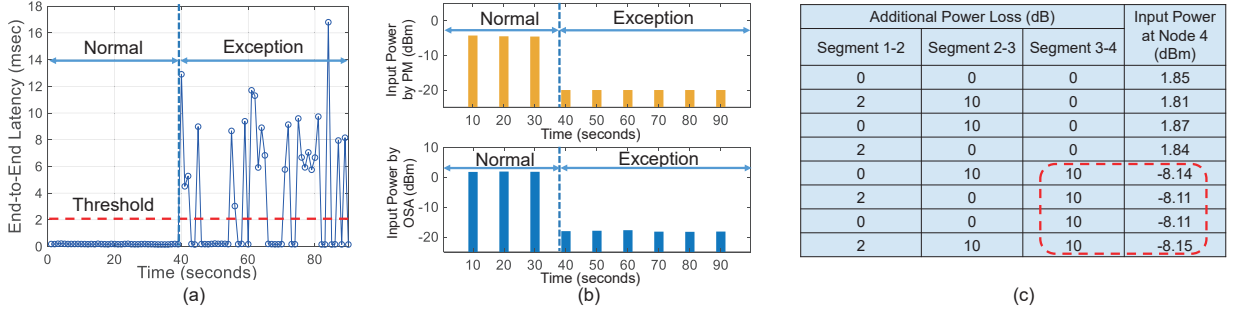 18
16
14
12
10
8
6
4
2
0
End-to-End Latency (msec)
Normal
Exception
Threshold
0 20 40 60 80
Time (seconds)
(a)
0
-10
-20
Input Power
by PM (dBm)
Normal
Exception
10 20 30 40 50 60 70 80 90
Time (seconds)
10
0
-10
-20
Input Power by
OSA (dBm)
Normal
Exception
10 20 30 40 50 60 70 80 90
Time (seconds)
(b)
Additional Power Loss (dB) Input Power
at Node 4
(dBm)
Segment 1-2 Segment 2-3 Segment 3-4
0 0 0 1.85
2 10 0 1.81
0 10 0 1.87
2 0 0 1.84
0 10 10 -8.14
2 0 10 -8.11
0 0 10 -8.11
2 10 10 -8.15
(c)